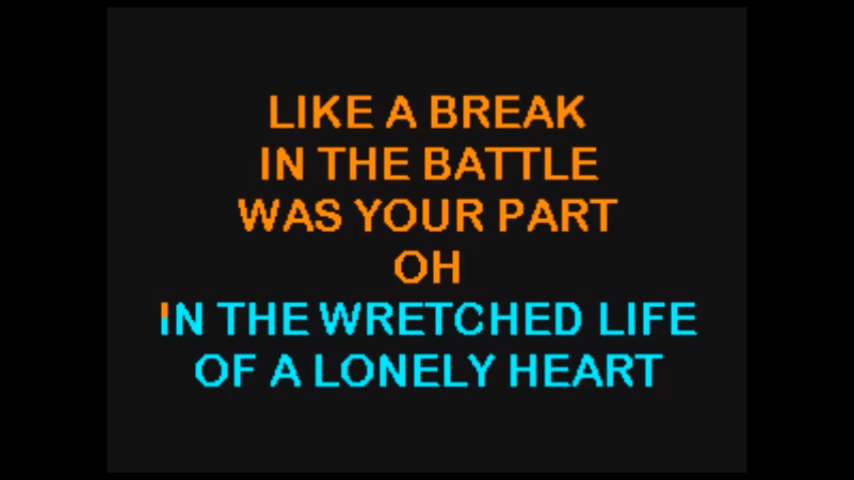 LIKE A BREAK
IN THE BATTLE
WAS YOUR PART
OH
IN THE WRETCHED LIFE
OF A LONELY HEART